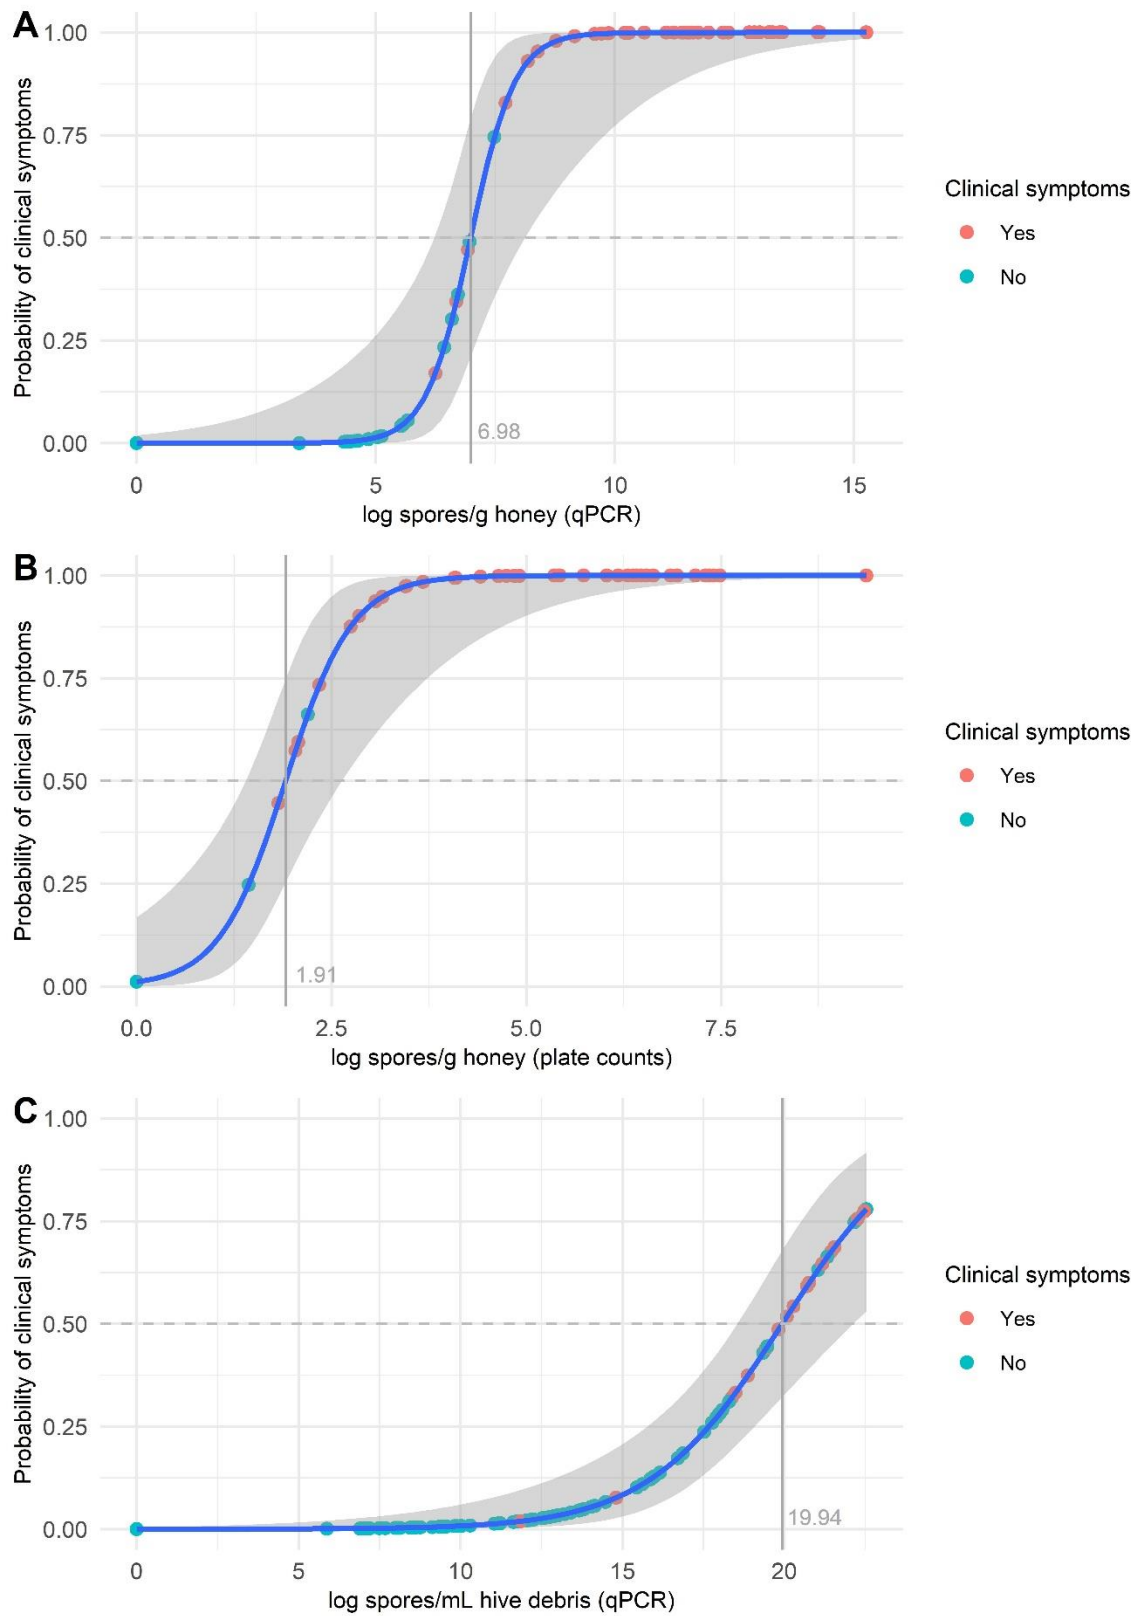 A
Probability of clinical symptoms
1.00
0.75
0.50
0.25
0.00
6.98
0
5
10
15
log spores/g honey (qPCR)
Clinical symptoms
Yes
No
B
Probability of clinical symptoms
1.00
0.75
0.50
0.25
0.00
1.91
0.0
2.5
5.0
7.5
log spores/g honey (plate counts)
Clinical symptoms
Yes
No
C
Probability of clinical symptoms
1.00
0.75
0.50
0.25
0.00
19.94
0
5
10
15
20
log spores/mL hive debris (qPCR)
Clinical symptoms
Yes
No